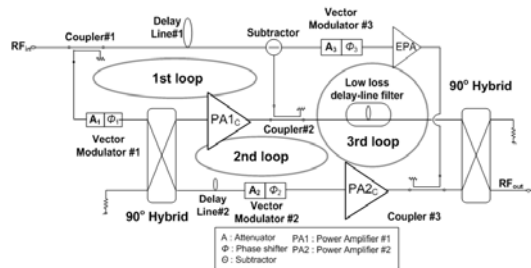 Coupler#1
Delay
Line#1
Subtractor
Vector
Modulator #3
RFin
A3 Φ3
EPA
1st loop
Low loss
delay-line filter
90° Hybrid
A1 Φ1
PA1C
Coupler#2
3rd loop
Vector
Modulator #1
2nd loop
Delay
Line#2
A2 Φ2
PA2C
RFout
90° Hybrid
Vector
Modulator #2
Coupler #3
A : Attenuator
PA1 : Power Amplifier #1
Φ : Phase shifter
PA2 : Power Amplifier #2
Θ : Subtractor